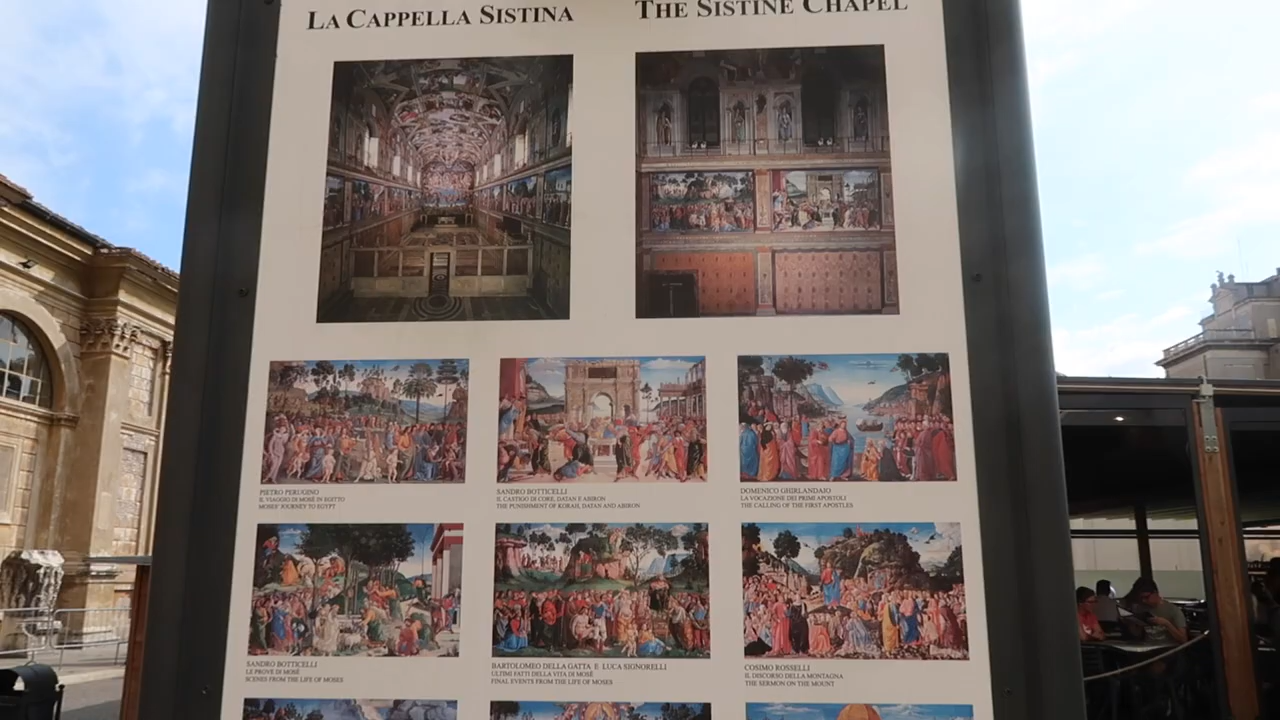 LA CAPPELLA SISTINA
THE SISTINE CHAPEL
PIETRO PERUGINO
IL VIAGGIO DI MOSÈ IN EGITTO
MOSES' JOURNEY TO EGYPT
SANDRO BOTTICELLI
IL CASTIGO DI CORE, DATAN E ABIRON
THE PUNISHMENT OF KORAH, DATAN AND ABIRON
DOMENICO GHIRLANDAIO
LA VOCAZIONE DEI PRIMI APOSTOLI
THE CALLING OF THE FIRST APOSTLES
SANDRO BOTTICELLI
LE PROVE DI MOSÈ
SCENES FROM THE LIFE OF MOSES
BARTOLOMEO DELLA GATTA E LUCA SIGNORELLI
ULTIMI FATTI DELLA VITA DI MOSÈ
FINAL EVENTS FROM THE LIFE OF MOSES
COSIMO ROSSELLI
IL DISCORSO DELLA MONTAGNA
THE SERMON ON THE MOUNT